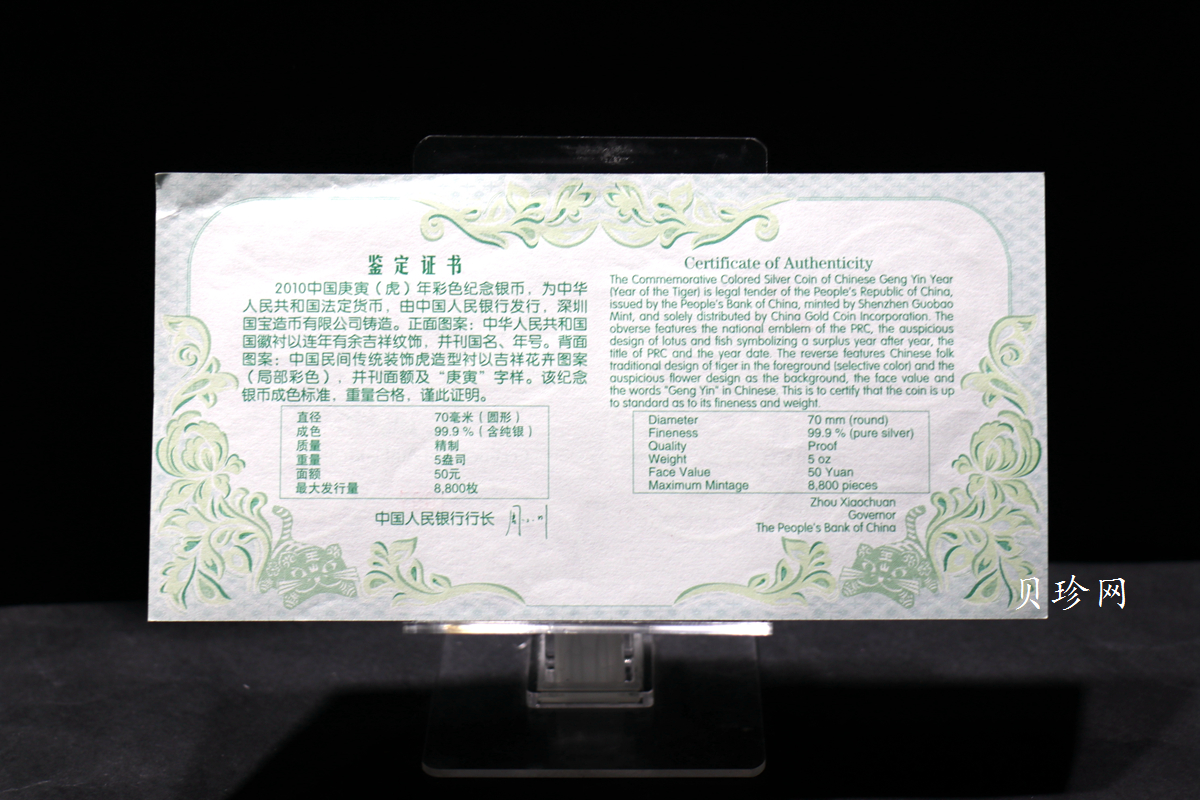 鉴定证书
2010中国庚寅（虎）年彩色纪念银币，为中华
人民共和国法定货币，由中国人民银行发行，深圳
国宝造币有限公司铸造。正面图案：中华人民共和国
国徽衬以连年有余吉祥纹饰，并刊国名、年号。背面
图案：中国民间传统装饰虎造型衬以吉祥花卉图案
（局部彩色），并刊面额及“庚寅”字样。该纪念
银币成色标准，重量合格，谨此证明。
直径 70毫米（圆形）
成色 99.9％（含纯银）
质量 精制
重量 5盎司
面额 50元
最大发行量 8,800枚
中国人民银行行长
Certificate of Authenticity
The Commemorative Colored Silver Coin of Chinese Geng Yin Year
(Year of the Tiger) is legal tender of the People's Republic of China,
issued by the People's Bank of China, minted by Shenzhen Guobao
Mint, and solely distributed by China Gold Coin Incorporation. The
obverse features the national emblem of the PRC, the auspicious
design of lotus and fish symbolizing a surplus year after year, the
title of PRC and the year date. The reverse features Chinese folk
traditional design of tiger in the foreground (selective color) and the
auspicious flower design as the background, the face value and
the words "Geng Yin" in Chinese. This is to certify that the coin is up
to standard as to its fineness and weight.
Diameter 70 mm (round)
Fineness 99.9 % (pure silver)
Quality Proof
Weight 5 oz
Face Value 50 Yuan
Maximum Mintage 8,800 pieces
Zhou Xiaochuan
Governor
The People's Bank of China
王
王
贝珍网